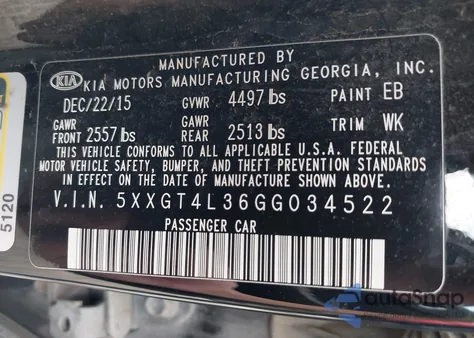 MANUFACTURED BY
KIA KIA MOTORS MANUFACTURING GEORGIA, INC.
DEC/22/15 GVWR 4497 lbs PAINT EB
GAWR GAWR
FRONT 2557 lbs REAR 2513 lbs TRIM WK
THIS VEHICLE CONFORMS TO ALL APPLICABLE U.S.A. FEDERAL
MOTOR VEHICLE SAFETY, BUMPER, AND THEFT PREVENTION STANDARDS
IN EFFECT ON THE DATE OF MANUFACTURE SHOWN ABOVE.
V.I.N. 5XXGT4L36GG034522
PASSENGER CAR
5120
autoSnap